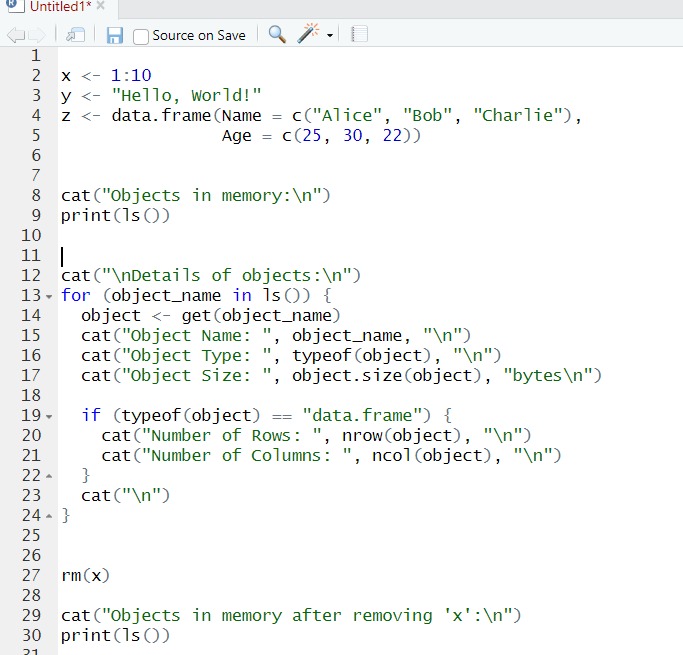 Untitled1*
Source on Save
1
2 x <- 1:10
3 y <- "Hello, World!"
4 z <- data.frame(Name = c("Alice", "Bob", "Charlie"),
5                 Age = c(25, 30, 22))
6
7
8 cat("Objects in memory:\n")
9 print(ls())
10
11
12 cat("\nDetails of objects:\n")
13 for (object_name in ls()) {
14   object <- get(object_name)
15   cat("Object Name: ", object_name, "\n")
16   cat("Object Type: ", typeof(object), "\n")
17   cat("Object Size: ", object.size(object), "bytes\n")
18
19   if (typeof(object) == "data.frame") {
20     cat("Number of Rows: ", nrow(object), "\n")
21     cat("Number of Columns: ", ncol(object), "\n")
22   }
23   cat("\n")
24 }
25
26
27 rm(x)
28
29 cat("Objects in memory after removing 'x':\n")
30 print(ls())
31